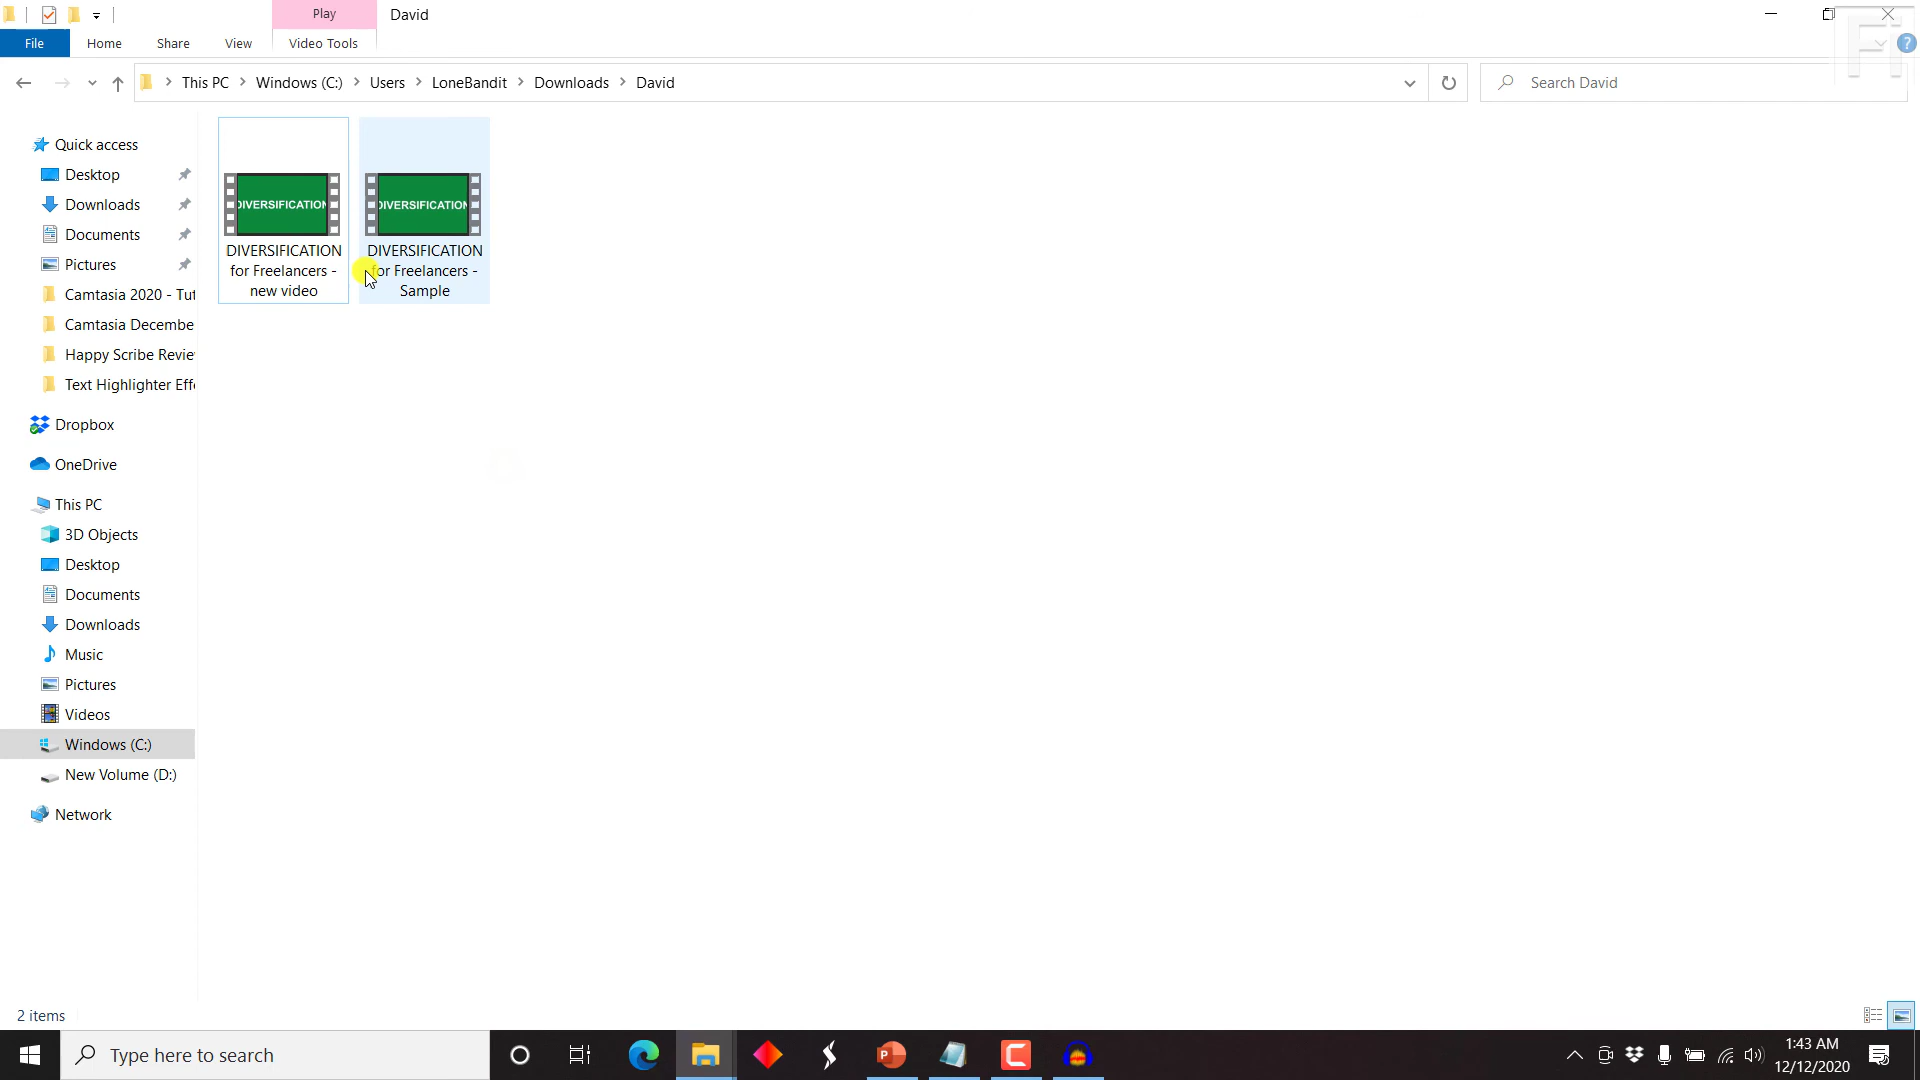 Play
David
File
Home
Share
View
Video Tools
This PC
Windows (C:)
Users
LoneBandit
Downloads
David
Search David
Quick access
Desktop
Downloads
Documents
Pictures
Camtasia 2020 - Tut
Camtasia Decembe
Happy Scribe Revie
Text Highlighter Effe
Dropbox
OneDrive
This PC
3D Objects
Desktop
Documents
Downloads
Music
Pictures
Videos
Windows (C:)
New Volume (D:)
Network
DIVERSIFICATION
DIVERSIFICATION
for Freelancers -
new video
DIVERSIFICATION
DIVERSIFICATION
for Freelancers -
Sample
2 items
Type here to search
1:43 AM
12/12/2020